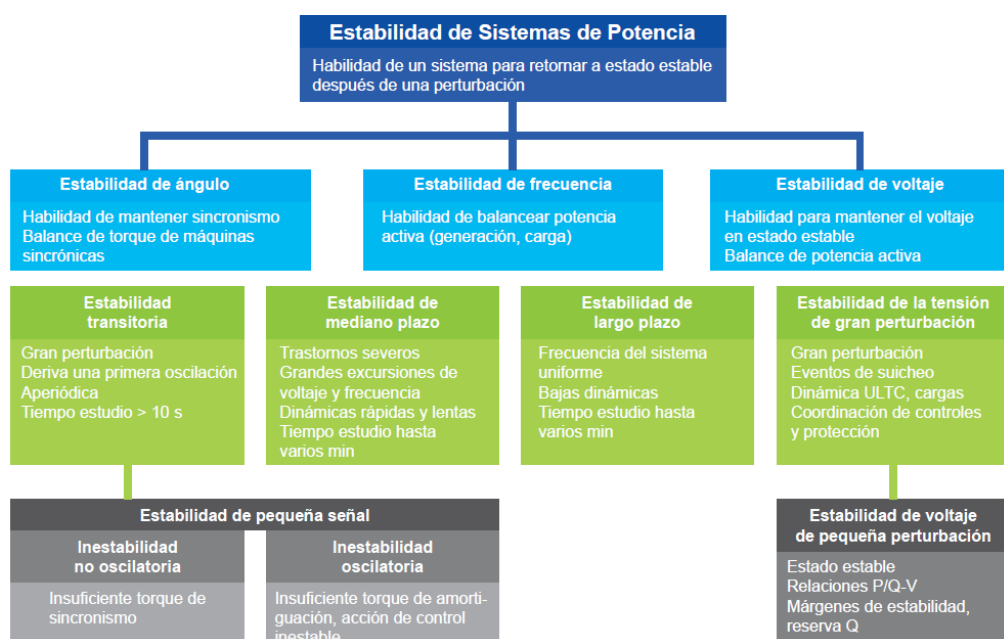 Estabilidad de Sistemas de Potencia
Habilidad de un sistema para retornar a estado estable
después de una perturbación
Estabilidad de ángulo
Habilidad de mantener sincronismo
Balance de torque de máquinas
sincrónicas
Estabilidad de frecuencia
Habilidad de balancear potencia
activa (generación, carga)
Estabilidad de voltaje
Habilidad para mantener el voltaje
en estado estable
Balance de potencia activa
Estabilidad
transitoria
Gran perturbación
Deriva una primera oscilación
Aperiódica
Tiempo estudio > 10 s
Estabilidad de
mediano plazo
Trastornos severos
Grandes excursiones de
voltaje y frecuencia
Dinámicas rápidas y lentas
Tiempo estudio hasta
varios min
Estabilidad de
largo plazo
Frecuencia del sistema
uniforme
Bajas dinámicas
Tiempo estudio hasta
varios min
Estabilidad de la tensión
de gran perturbación
Gran perturbación
Eventos de suicheo
Dinámica ULTC, cargas
Coordinación de controles
y protección
Estabilidad de pequeña señal
Inestabilidad
no oscilatoria
Insuficiente torque de
sincronismo
Inestabilidad
oscilatoria
Insuficiente torque de amorti-
guación, acción de control
inestable
Estabilidad de voltaje
de pequeña perturbación
Estado estable
Relaciones P/Q-V
Márgenes de estabilidad,
reserva Q